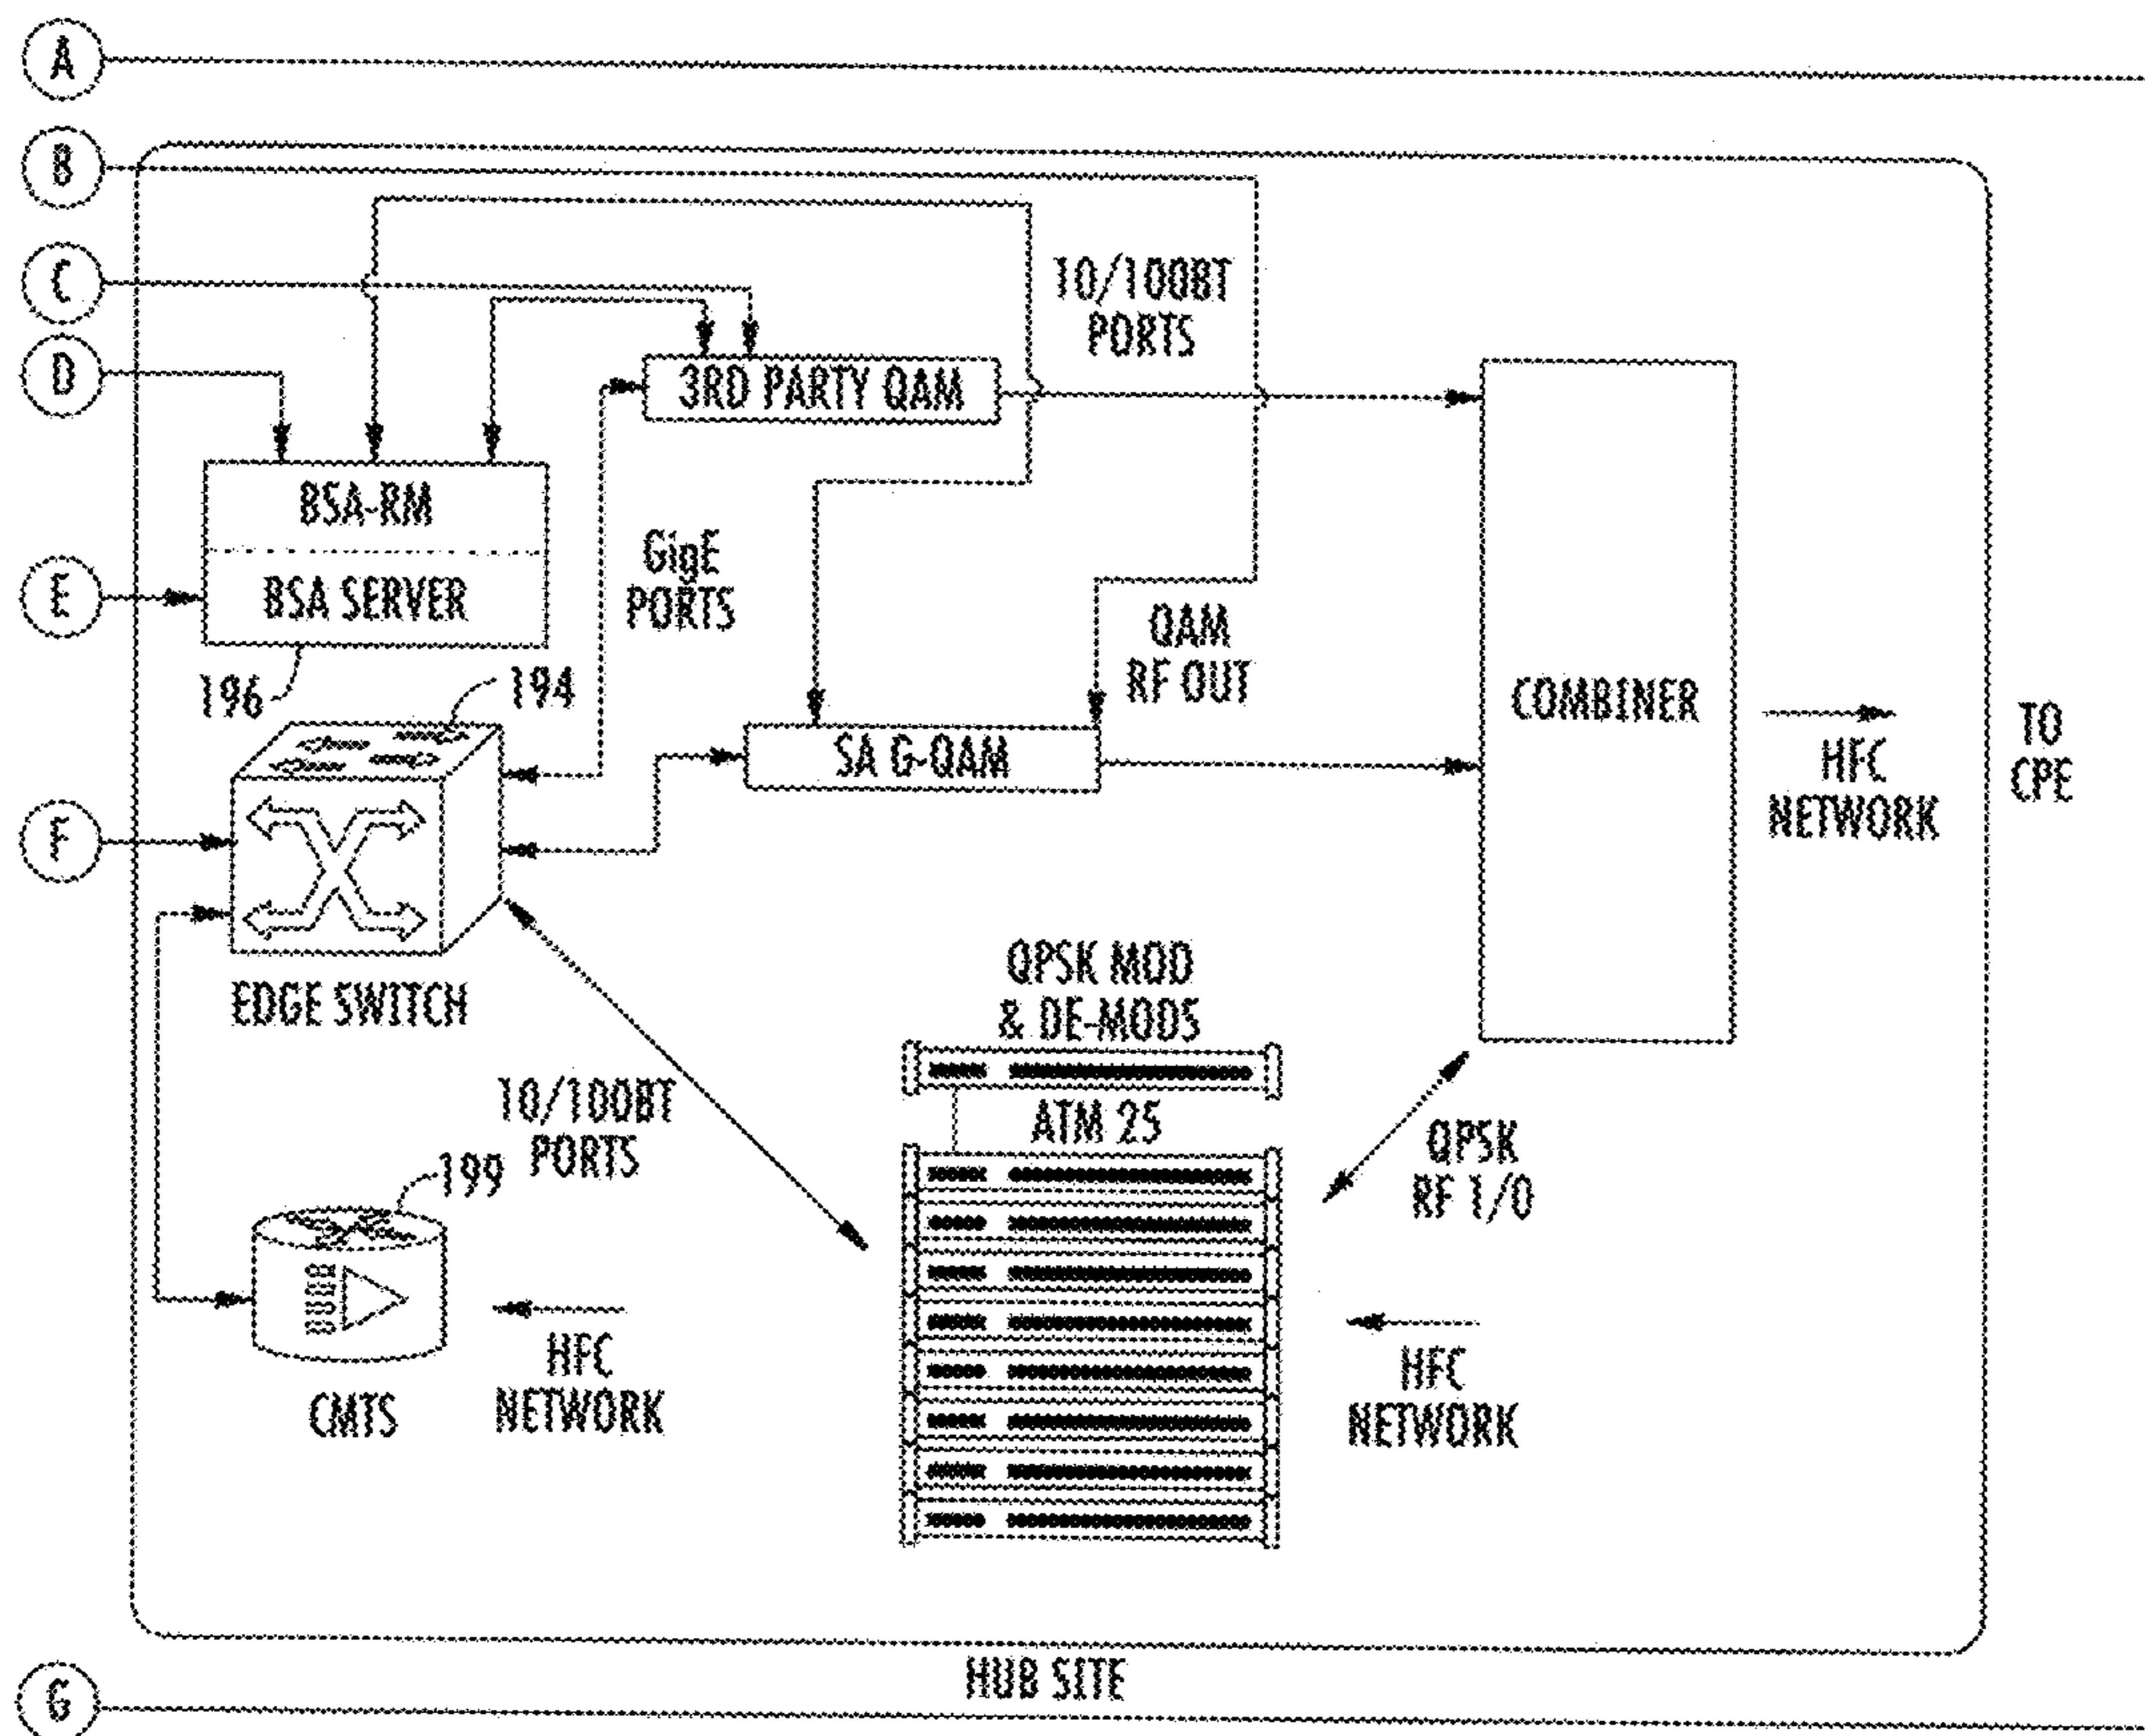 A
B
C
D
E
F
G
10/100BT
PORTS
3RD PARTY QAM
BSA-RM
BSA SERVER
196
194
GigE
PORTS
QAM
RF OUT
SA G-QAM
COMBINER
HFC
NETWORK
TO
CPE
EDGE SWITCH
QPSK MOD
& DE-MODS
ATM 25
10/100BT
PORTS
199
CMTS
HFC
NETWORK
QPSK
RF I/O
HFC
NETWORK
HUB SITE